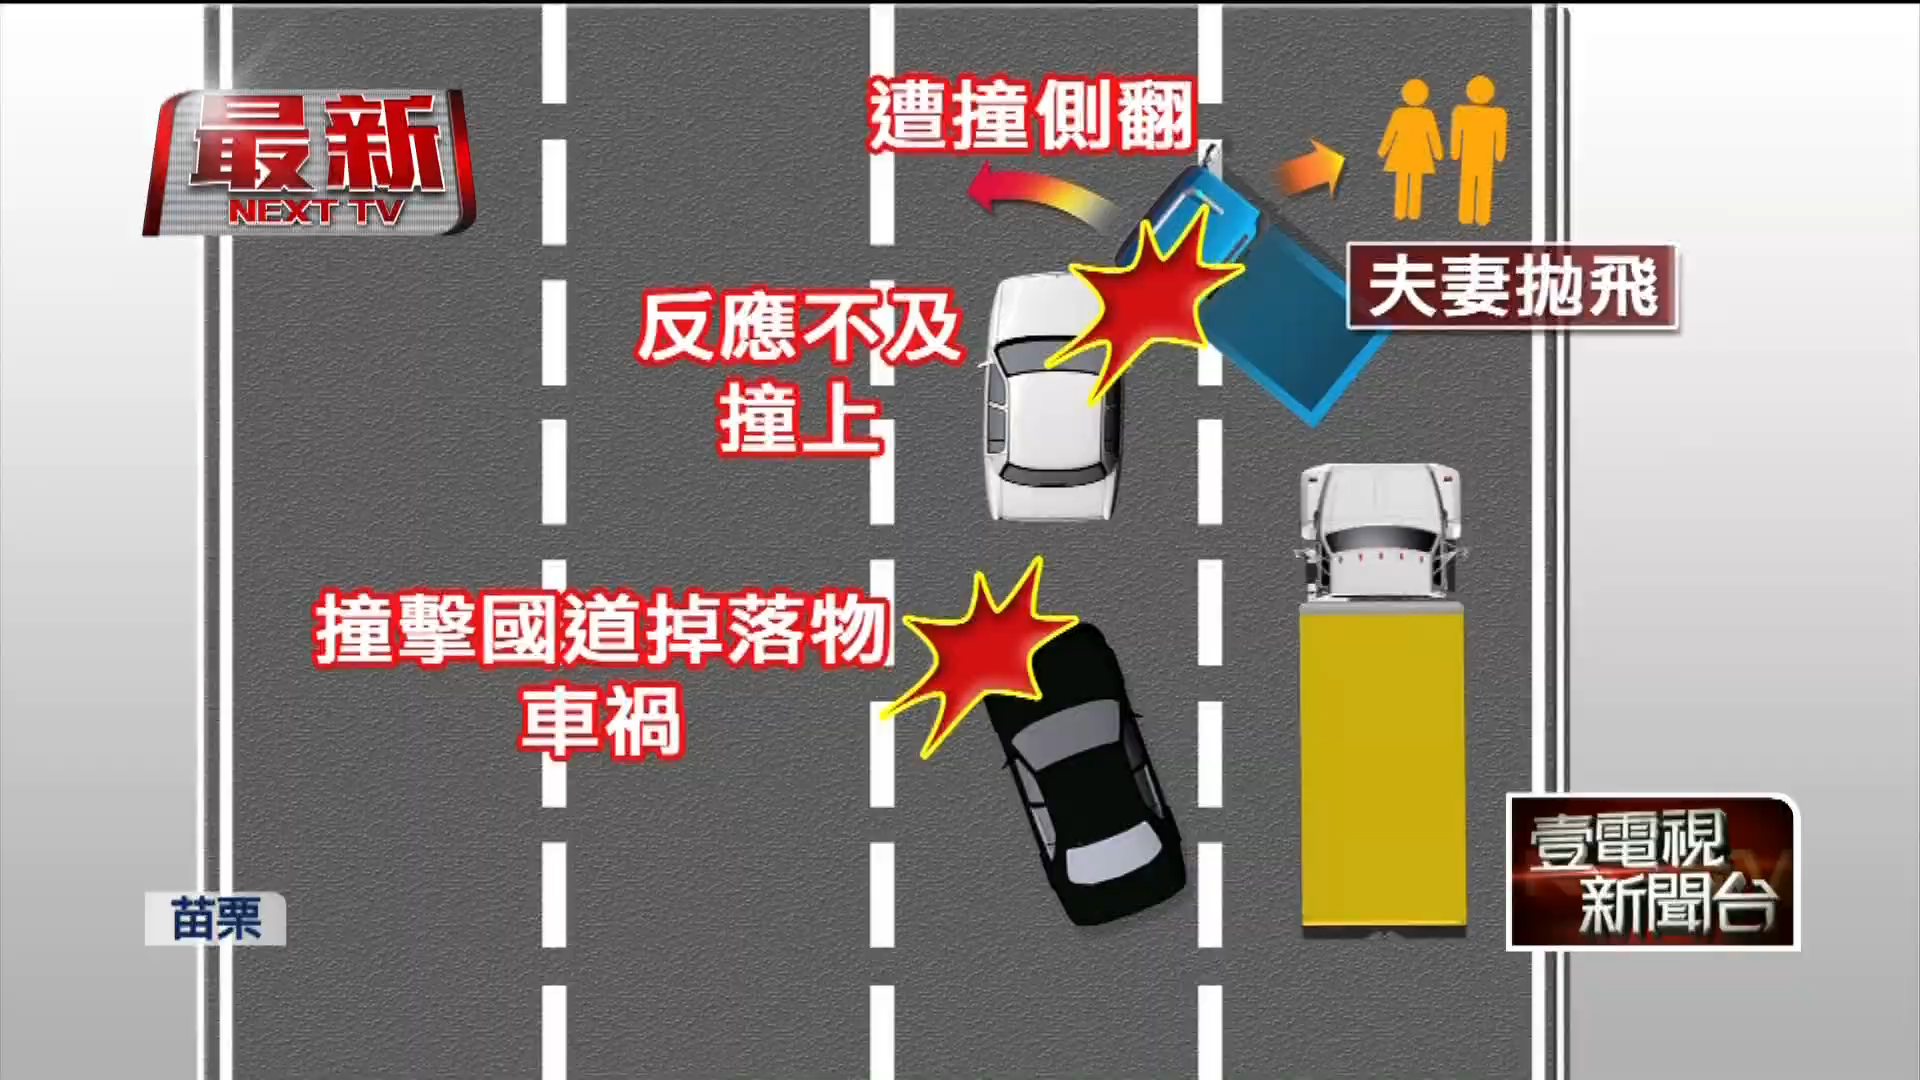 最新
NEXT TV
遭撞側翻
夫妻拋飛
反應不及
撞上
撞擊國道掉落物
車禍
苗栗
壹電視
新聞台